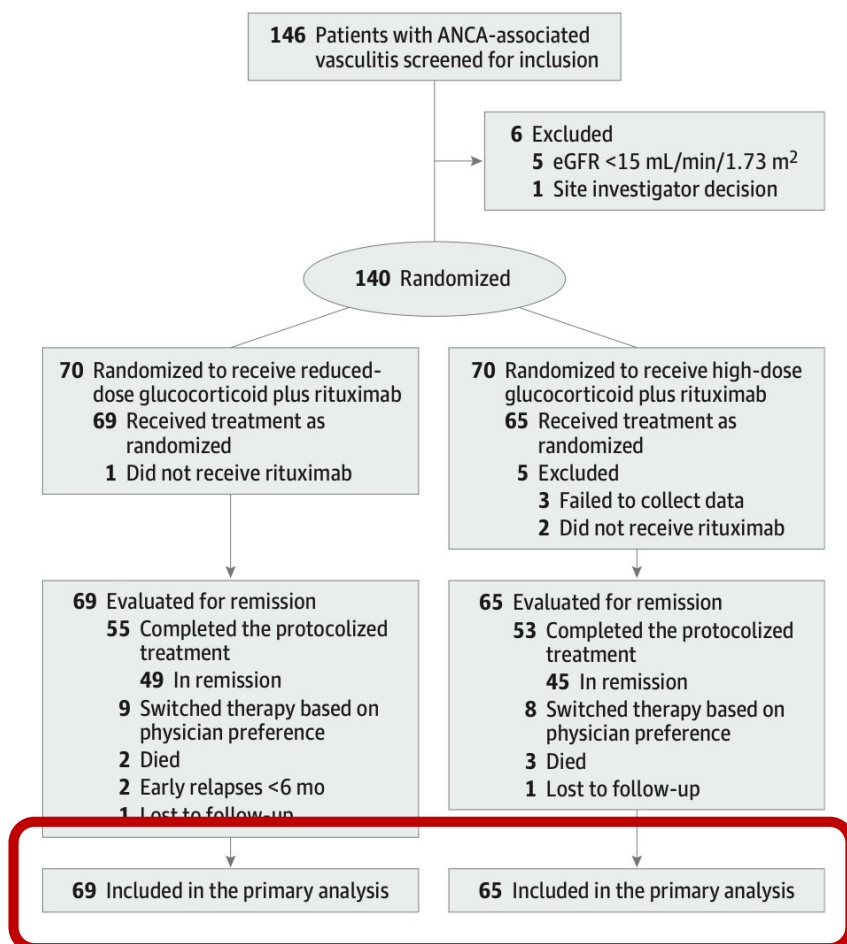 146 Patients with ANCA-associated
vasculitis screened for inclusion
6 Excluded
5 eGFR <15 mL/min/1.73 m2
1 Site investigator decision
140 Randomized
70 Randomized to receive reduced-
dose glucocorticoid plus rituximab
69 Received treatment as
randomized
1 Did not receive rituximab
70 Randomized to receive high-dose
glucocorticoid plus rituximab
65 Received treatment as
randomized
5 Excluded
3 Failed to collect data
2 Did not receive rituximab
69 Evaluated for remission
55 Completed the protocolized
treatment
49 In remission
9 Switched therapy based on
physician preference
2 Died
2 Early relapses <6 mo
1 Lost to follow-up
65 Evaluated for remission
53 Completed the protocolized
treatment
45 In remission
8 Switched therapy based on
physician preference
3 Died
1 Lost to follow-up
69 Included in the primary analysis
65 Included in the primary analysis